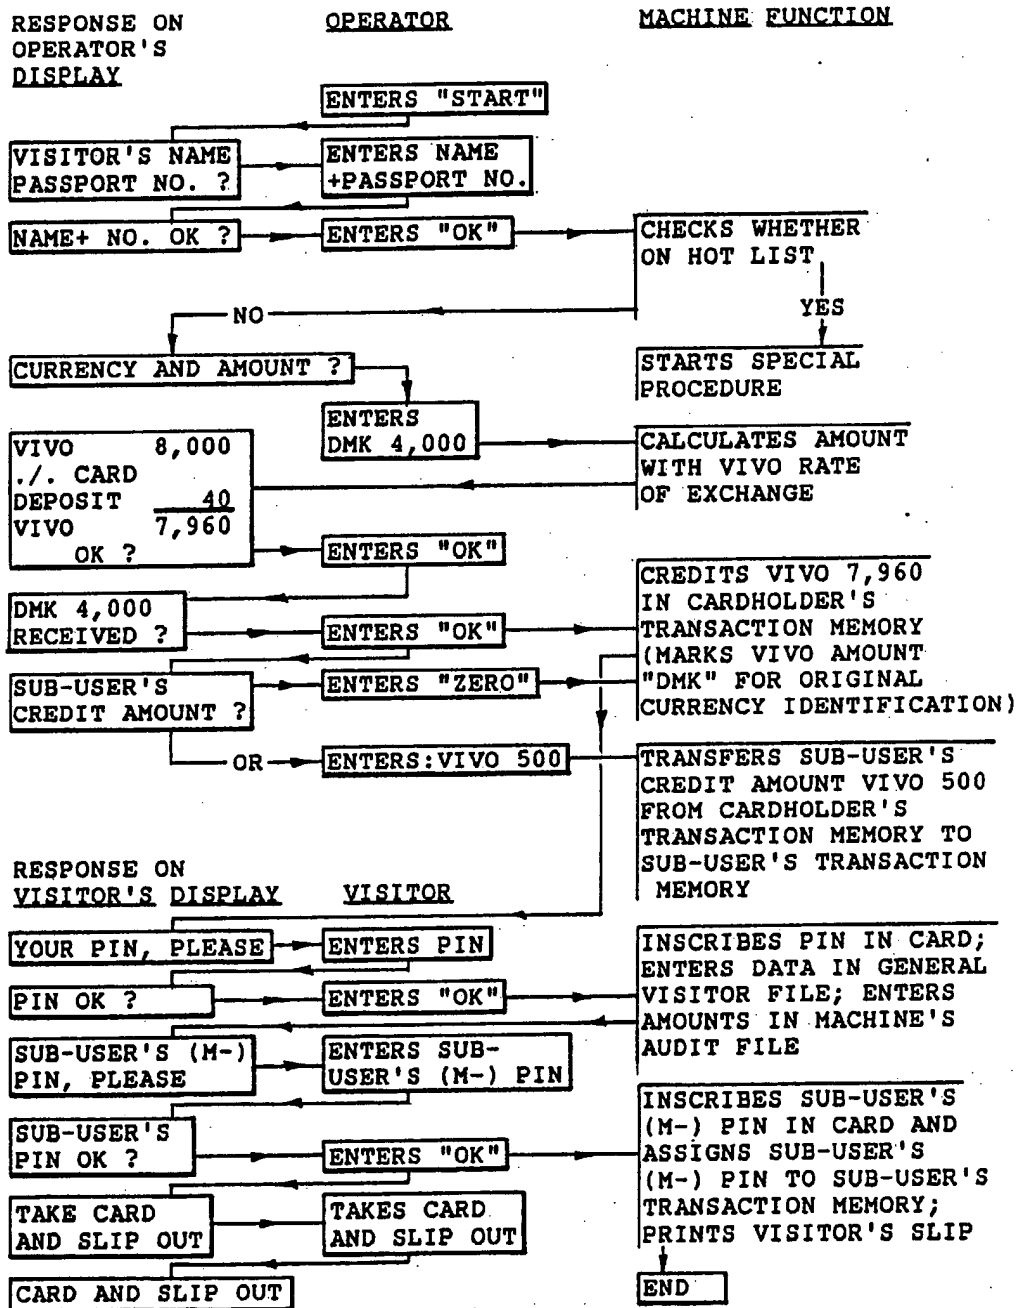 RESPONSE ON
OPERATOR'S
DISPLAY
OPERATOR
MACHINE FUNCTION
ENTERS "START"
VISITOR'S NAME
PASSPORT NO. ?
ENTERS NAME
+PASSPORT NO.
NAME+ NO. OK ?
ENTERS "OK"
CHECKS WHETHER
ON HOT LIST
NO
YES
CURRENCY AND AMOUNT ?
STARTS SPECIAL
PROCEDURE
ENTERS
DMK 4,000
VIVO 8,000
./. CARD
DEPOSIT 40
VIVO 7,960
OK ?
CALCULATES AMOUNT
WITH VIVO RATE
OF EXCHANGE
ENTERS "OK"
DMK 4,000
RECEIVED ?
ENTERS "OK"
CREDITS VIVO 7,960
IN CARDHOLDER'S
TRANSACTION MEMORY
(MARKS VIVO AMOUNT
"DMK" FOR ORIGINAL
CURRENCY IDENTIFICATION)
SUB-USER'S
CREDIT AMOUNT ?
ENTERS "ZERO"
OR
ENTERS:VIVO 500
TRANSFERS SUB-USER'S
CREDIT AMOUNT VIVO 500
FROM CARDHOLDER'S
TRANSACTION MEMORY TO
SUB-USER'S TRANSACTION
MEMORY
RESPONSE ON
VISITOR'S DISPLAY
VISITOR
YOUR PIN, PLEASE
ENTERS PIN
PIN OK ?
ENTERS "OK"
INSCRIBES PIN IN CARD;
ENTERS DATA IN GENERAL
VISITOR FILE; ENTERS
AMOUNTS IN MACHINE'S
AUDIT FILE
SUB-USER'S (M-)
PIN, PLEASE
ENTERS SUB-
USER'S (M-) PIN
SUB-USER'S
PIN OK ?
ENTERS "OK"
INSCRIBES SUB-USER'S
(M-) PIN IN CARD AND
ASSIGNS SUB-USER'S
(M-) PIN TO SUB-USER'S
TRANSACTION MEMORY;
PRINTS VISITOR'S SLIP
TAKE CARD
AND SLIP OUT
TAKES CARD
AND SLIP OUT
CARD AND SLIP OUT
END